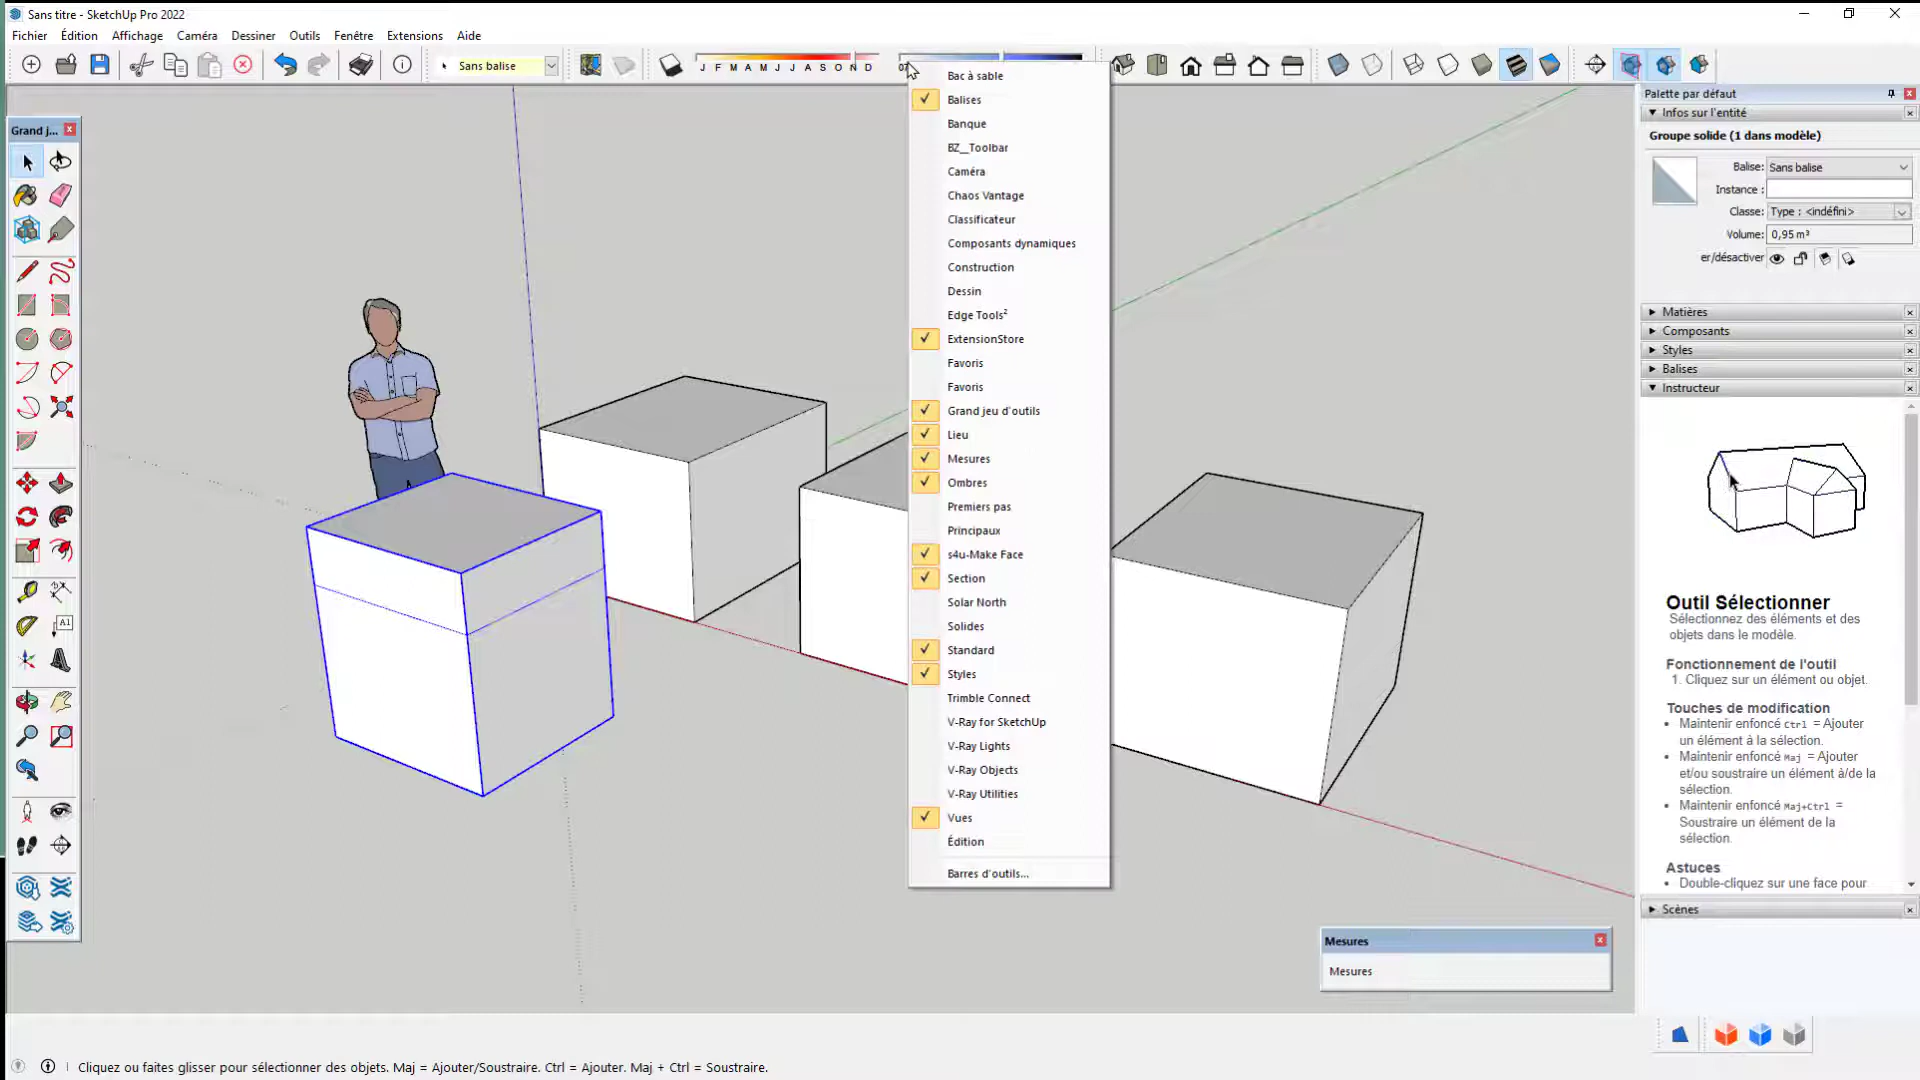 Sans titre - SketchUp Pro 2022
Fichier Édition Affichage Caméra Dessiner Outils Fenêtre Extensions Aide
Sans balise
J F M A M J J A S O N D
Grand j...
A1
Bac à sable
Balises
Banque
BZ__Toolbar
Caméra
Chaos Vantage
Classificateur
Composants dynamiques
Construction
Dessin
Edge Tools²
ExtensionStore
Favoris
Favoris
Grand jeu d'outils
Lieu
Mesures
Ombres
Premiers pas
Principaux
s4u-Make Face
Section
Solar North
Solides
Standard
Styles
Trimble Connect
V-Ray for SketchUp
V-Ray Lights
V-Ray Objects
V-Ray Utilities
Vues
Édition
Barres d'outils...
Palette par défaut
Infos sur l'entité
Groupe solide (1 dans modèle)
Balise: Sans balise
Instance :
Classe: Type : <indéfini>
Volume: 0,95 m³
er/désactiver
Matières
Composants
Styles
Balises
Instructeur
Outil Sélectionner
Sélectionnez des éléments et des
objets dans le modèle.
Fonctionnement de l'outil
1. Cliquez sur un élément ou objet.
Touches de modification
• Maintenir enfoncé Ctrl = Ajouter
un élément à la sélection.
• Maintenir enfoncé Maj = Ajouter
et/ou soustraire un élément à/de la
sélection.
• Maintenir enfoncé Maj+Ctrl =
Soustraire un élément de la
sélection.
Astuces
• Double-cliquez sur une face pour
Scènes
Mesures
Mesures
Cliquez ou faites glisser pour sélectionner des objets. Maj = Ajouter/Soustraire. Ctrl = Ajouter. Maj + Ctrl = Soustraire.